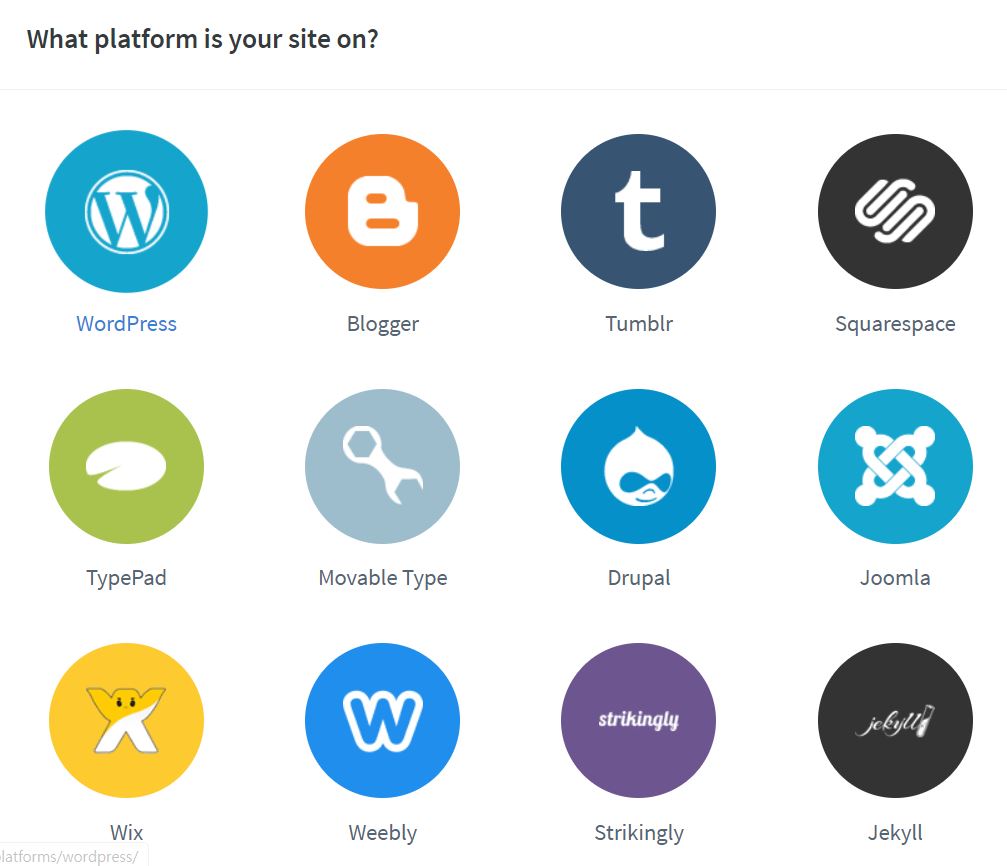 What platform is your site on?
WordPress
Blogger
Tumblr
Squarespace
TypePad
Movable Type
Drupal
Joomla
strikingly
jekyll
Wix
Weebly
Strikingly
Jekyll
latforms/wordpress/